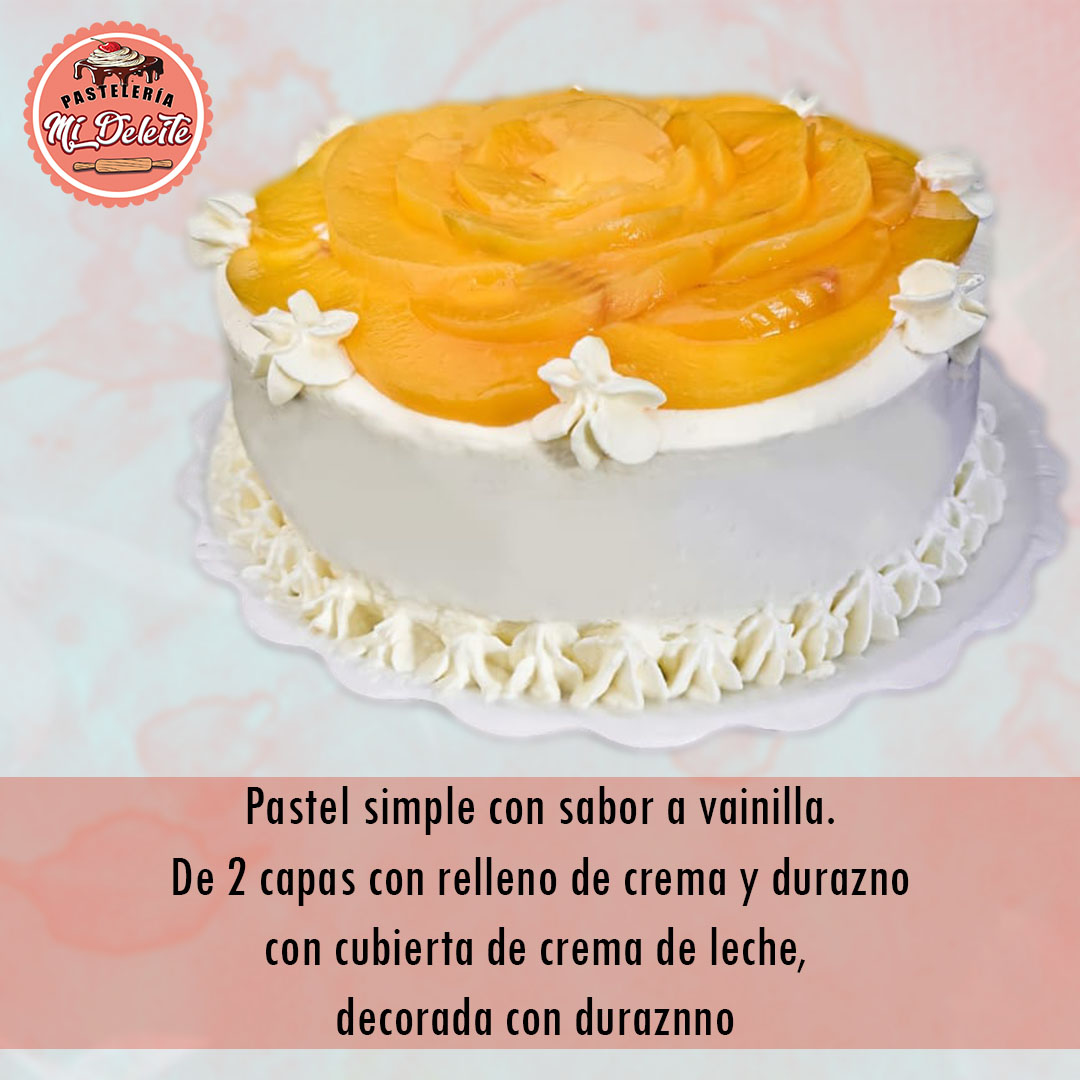 PASTELERÍA
Mi Deleite
Pastel simple con sabor a vainilla.
De 2 capas con relleno de crema y durazno
con cubierta de crema de leche,
decorada con duraznno